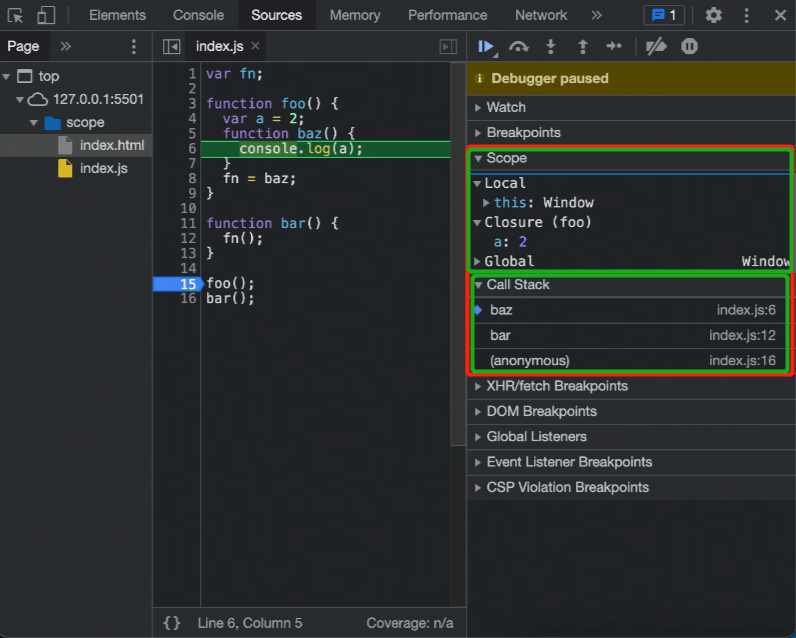 Elements Console Sources Memory Performance Network » 1
Page » index.js ×
top
127.0.0.1:5501
scope
index.html
index.js
1 var fn;
2
3 function foo() {
4 var a = 2;
5 function baz() {
6 console.log(a);
7 }
8 fn = baz;
9 }
10
11 function bar() {
12 fn();
13 }
14
15 foo();
16 bar();
Debugger paused
Watch
Breakpoints
Scope
Local
this: Window
Closure (foo)
a: 2
Global Window
Call Stack
baz index.js:6
bar index.js:12
(anonymous) index.js:16
XHR/fetch Breakpoints
DOM Breakpoints
Global Listeners
Event Listener Breakpoints
CSP Violation Breakpoints
{} Line 6, Column 5 Coverage: n/a